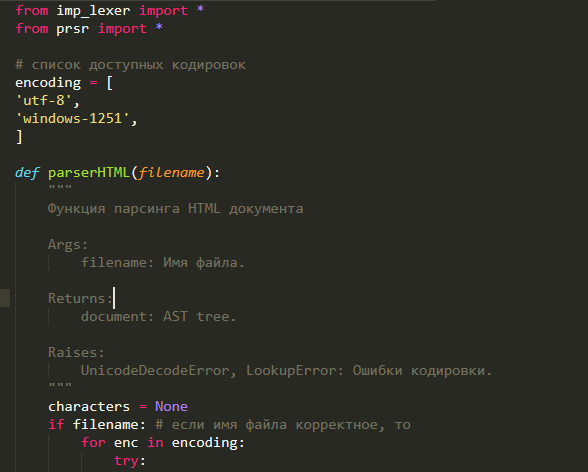 from imp_lexer import *
from prsr import *
# список доступных кодировок
encoding = [
'utf-8',
'windows-1251',
]
def parserHTML(filename):
"""
Функция парсинга HTML документа
Args:
filename: Имя файла.
Returns:
document: AST tree.
Raises:
UnicodeDecodeError, LookupError: Ошибки кодировки.
"""
characters = None
if filename: # если имя файла корректное, то
for enc in encoding:
try: